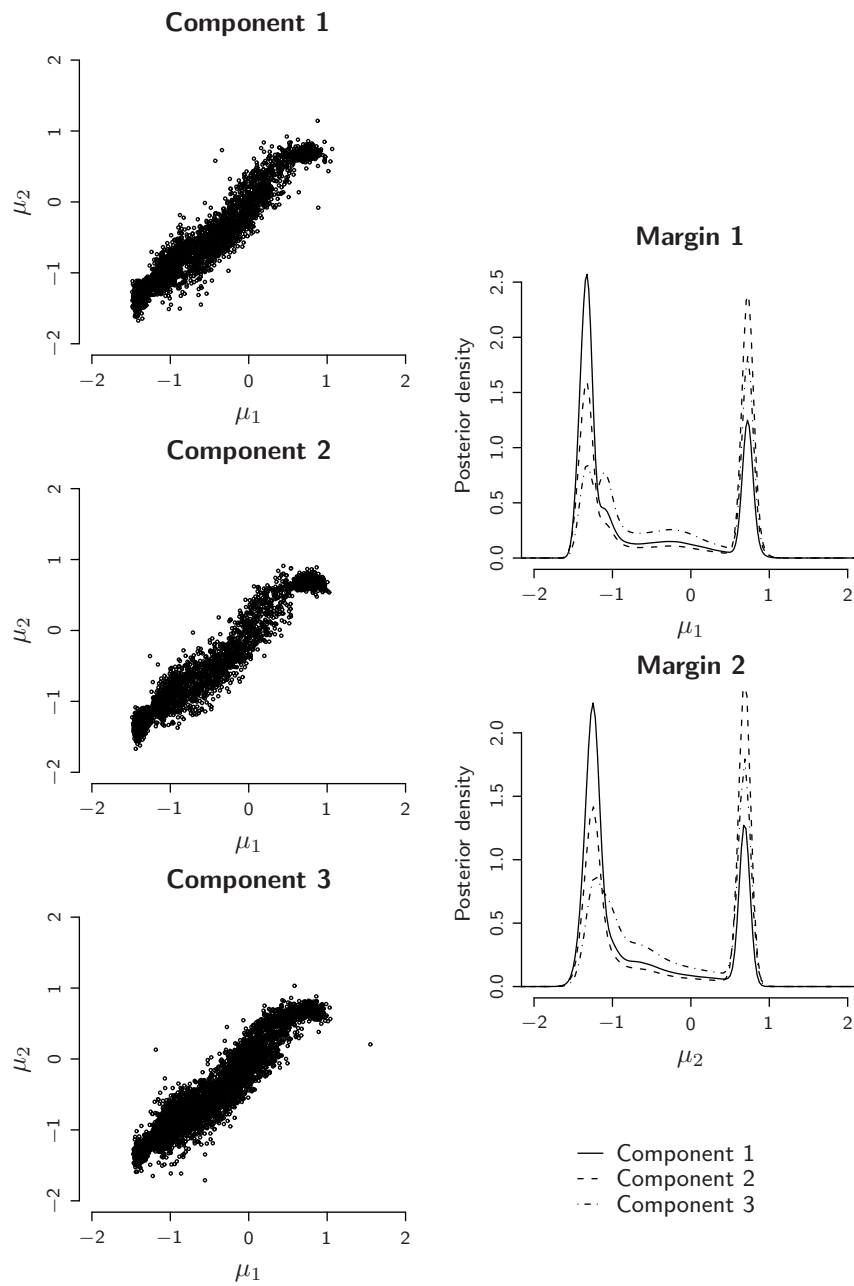 Component 1
μ2
2
1
0
−1
−2
−2 −1 0 1 2
μ1
Component 2
μ2
2
1
0
−1
−2
−2 −1 0 1 2
μ1
Component 3
μ2
2
1
0
−1
−2
−2 −1 0 1 2
μ1
Margin 1
Posterior density
2.5
2.0
1.5
1.0
0.5
0.0
−2 −1 0 1 2
μ1
Margin 2
Posterior density
2.0
1.5
1.0
0.5
0.0
−2 −1 0 1 2
μ2
Component 1
Component 2
Component 3